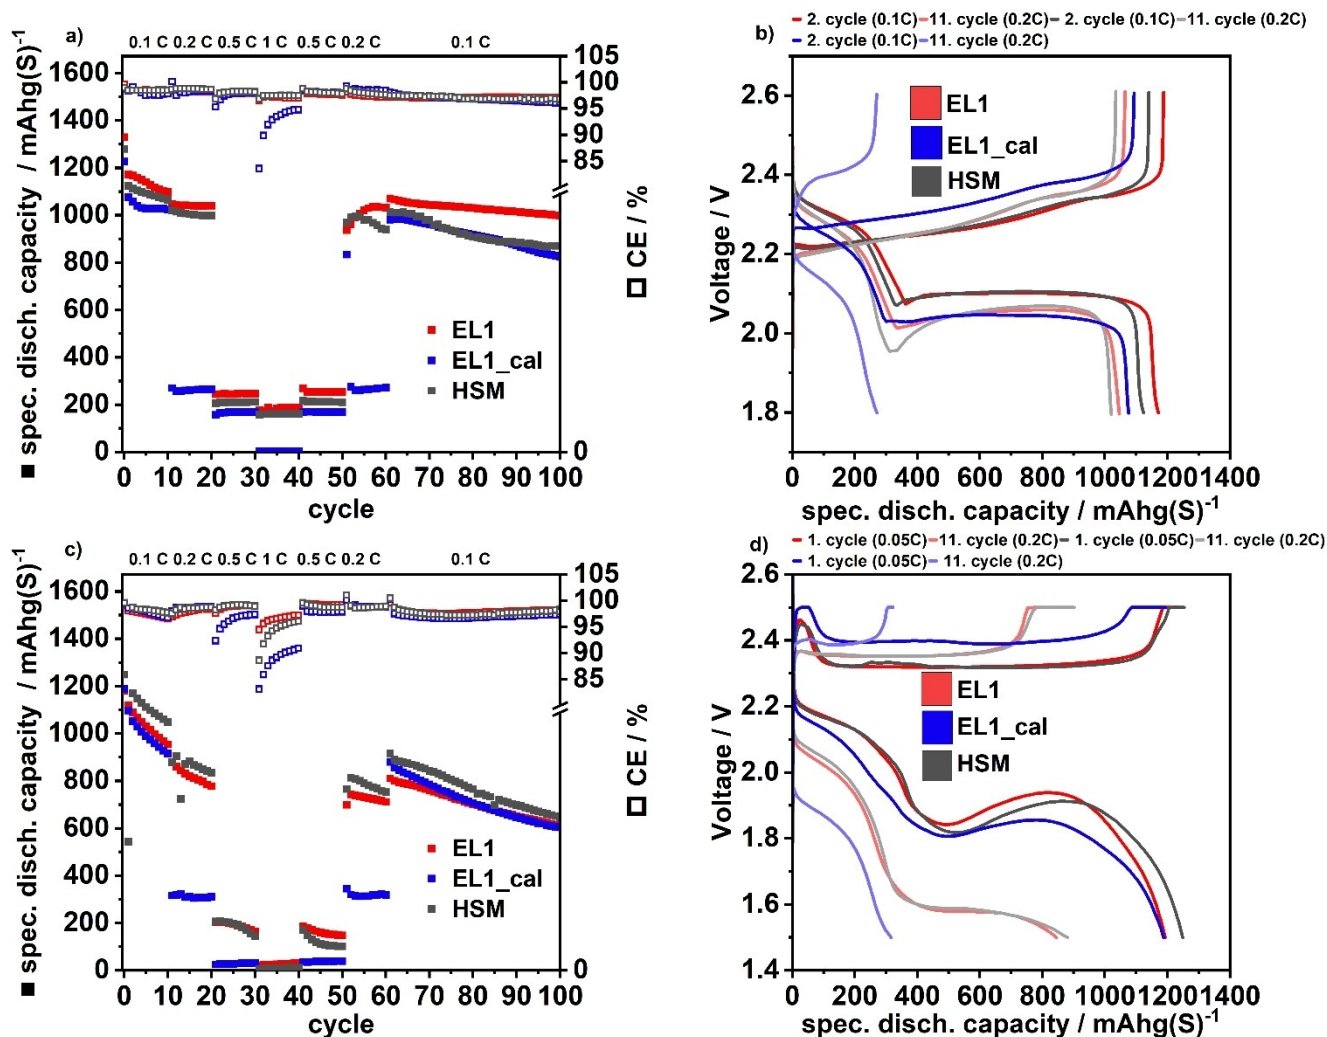 a)
0.1 C 0.2 C 0.5 C 1 C 0.5 C 0.2 C 0.1 C
1600
1400
1200
1000
800
600
400
200
0
■ spec. disch. capacity / mAhg(S)⁻¹
105
100
95
90
85
0
□ CE / %
EL1
EL1_cal
HSM
0 10 20 30 40 50 60 70 80 90 100
cycle
b)
2. cycle (0.1C) 11. cycle (0.2C) 2. cycle (0.1C) 11. cycle (0.2C)
2. cycle (0.1C) 11. cycle (0.2C)
2.6
2.4
2.2
2.0
1.8
Voltage / V
EL1
EL1_cal
HSM
0 200 400 600 800 1000 1200 1400
spec. disch. capacity / mAhg(S)⁻¹
c)
0.1 C 0.2 C 0.5 C 1 C 0.5 C 0.2 C 0.1 C
1600
1400
1200
1000
800
600
400
200
0
■ spec. disch. capacity / mAhg(S)⁻¹
105
100
95
90
85
0
□ CE / %
EL1
EL1_cal
HSM
0 10 20 30 40 50 60 70 80 90 100
cycle
d)
1. cycle (0.05C) 11. cycle (0.2C) 1. cycle (0.05C) 11. cycle (0.2C)
1. cycle (0.05C) 11. cycle (0.2C)
2.6
2.4
2.2
2.0
1.8
1.6
1.4
Voltage / V
EL1
EL1_cal
HSM
0 200 400 600 800 1000 1200 1400
spec. disch. capacity / mAhg(S)⁻¹